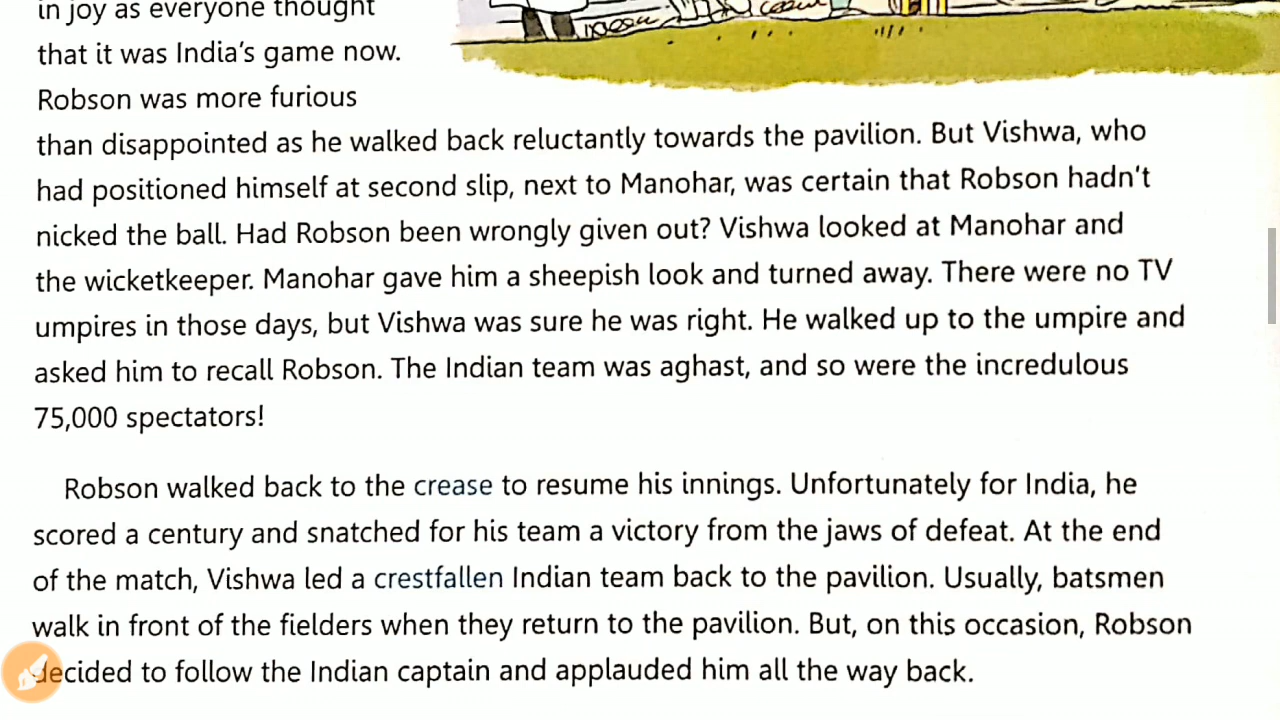 in joy as everyone thought
that it was India's game now.
Robson was more furious
than disappointed as he walked back reluctantly towards the pavilion. But Vishwa, who
had positioned himself at second slip, next to Manohar, was certain that Robson hadn't
nicked the ball. Had Robson been wrongly given out? Vishwa looked at Manohar and
the wicketkeeper. Manohar gave him a sheepish look and turned away. There were no TV
umpires in those days, but Vishwa was sure he was right. He walked up to the umpire and
asked him to recall Robson. The Indian team was aghast, and so were the incredulous
75,000 spectators!
Robson walked back to the crease to resume his innings. Unfortunately for India, he
scored a century and snatched for his team a victory from the jaws of defeat. At the end
of the match, Vishwa led a crestfallen Indian team back to the pavilion. Usually, batsmen
walk in front of the fielders when they return to the pavilion. But, on this occasion, Robson
decided to follow the Indian captain and applauded him all the way back.